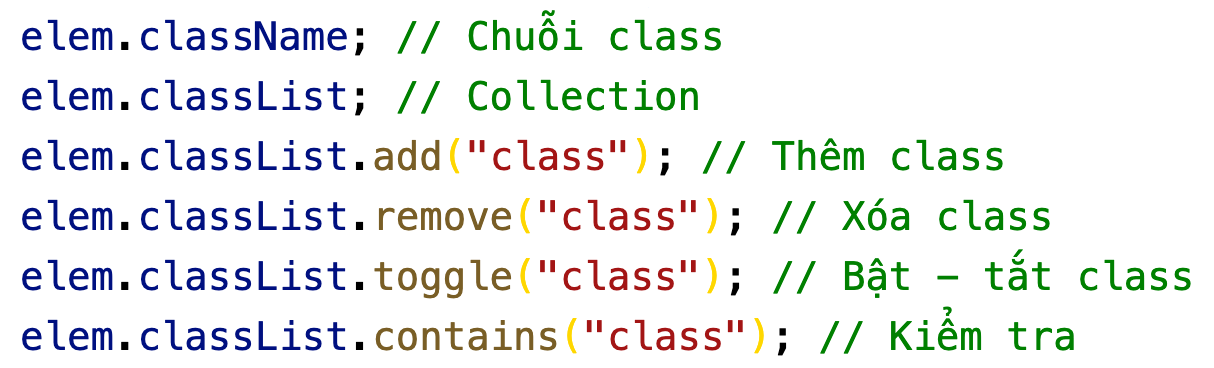 elem.className; // Chuỗi class
elem.classList; // Collection
elem.classList.add("class"); // Thêm class
elem.classList.remove("class"); // Xóa class
elem.classList.toggle("class"); // Bật – tắt class
elem.classList.contains("class"); // Kiểm tra